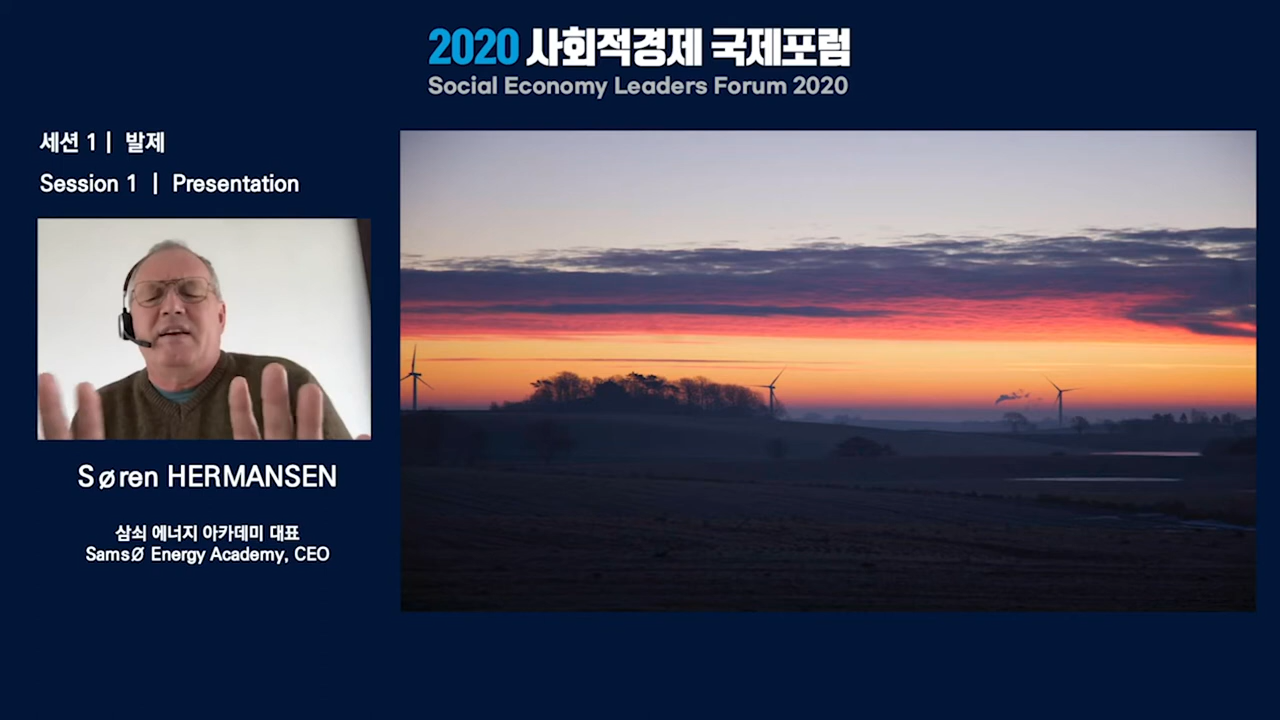 2020 사회적경제 국제포럼
Social Economy Leaders Forum 2020
세션 1 | 발제
Session 1 | Presentation
Søren HERMANSEN
삼쇠 에너지 아카데미 대표
SamsØ Energy Academy, CEO